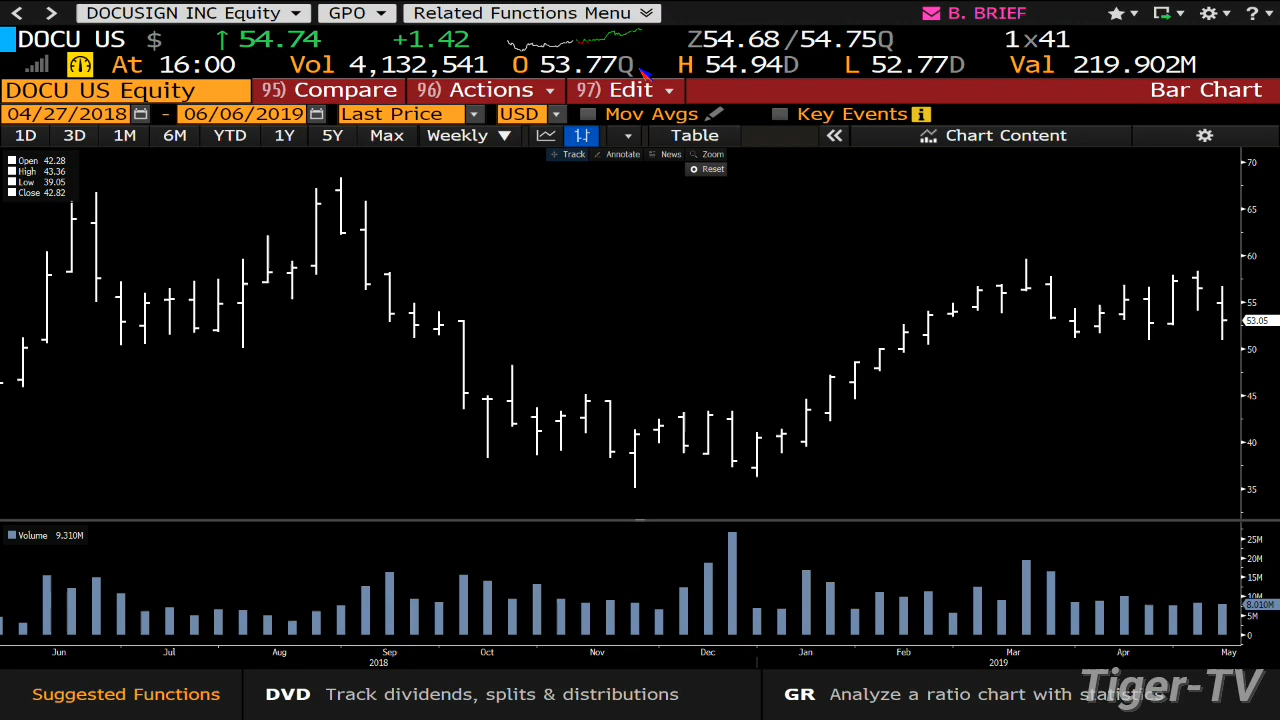 DOCUSIGN INC Equity GPO Related Functions Menu B. BRIEF ?
DOCU US $ ↑ 54.74 +1.42 Z54.68/54.75Q 1x41
At 16:00 Vol 4,132,541 O 53.77Q H 54.94D L 52.77D Val 219.902M
DOCU US Equity 95) Compare 96) Actions 97) Edit Bar Chart
04/27/2018 - 06/06/2019 Last Price USD Mov Avgs Key Events i
1D 3D 1M 6M YTD 1Y 5Y Max Weekly ▼ Table « Chart Content
Track Annotate News Zoom
Reset
Open 42.28
High 43.36
Low 39.05
Close 42.82
70
65
60
55
53.05
50
45
40
35
Volume 9.310M
25M
20M
15M
10M
8.010M
5M
0
Jun Jul Aug Sep Oct Nov Dec Jan Feb Mar Apr May
2018 2019
Suggested Functions DVD Track dividends, splits & distributions GR Analyze a ratio chart with statistics
Tiger-TV